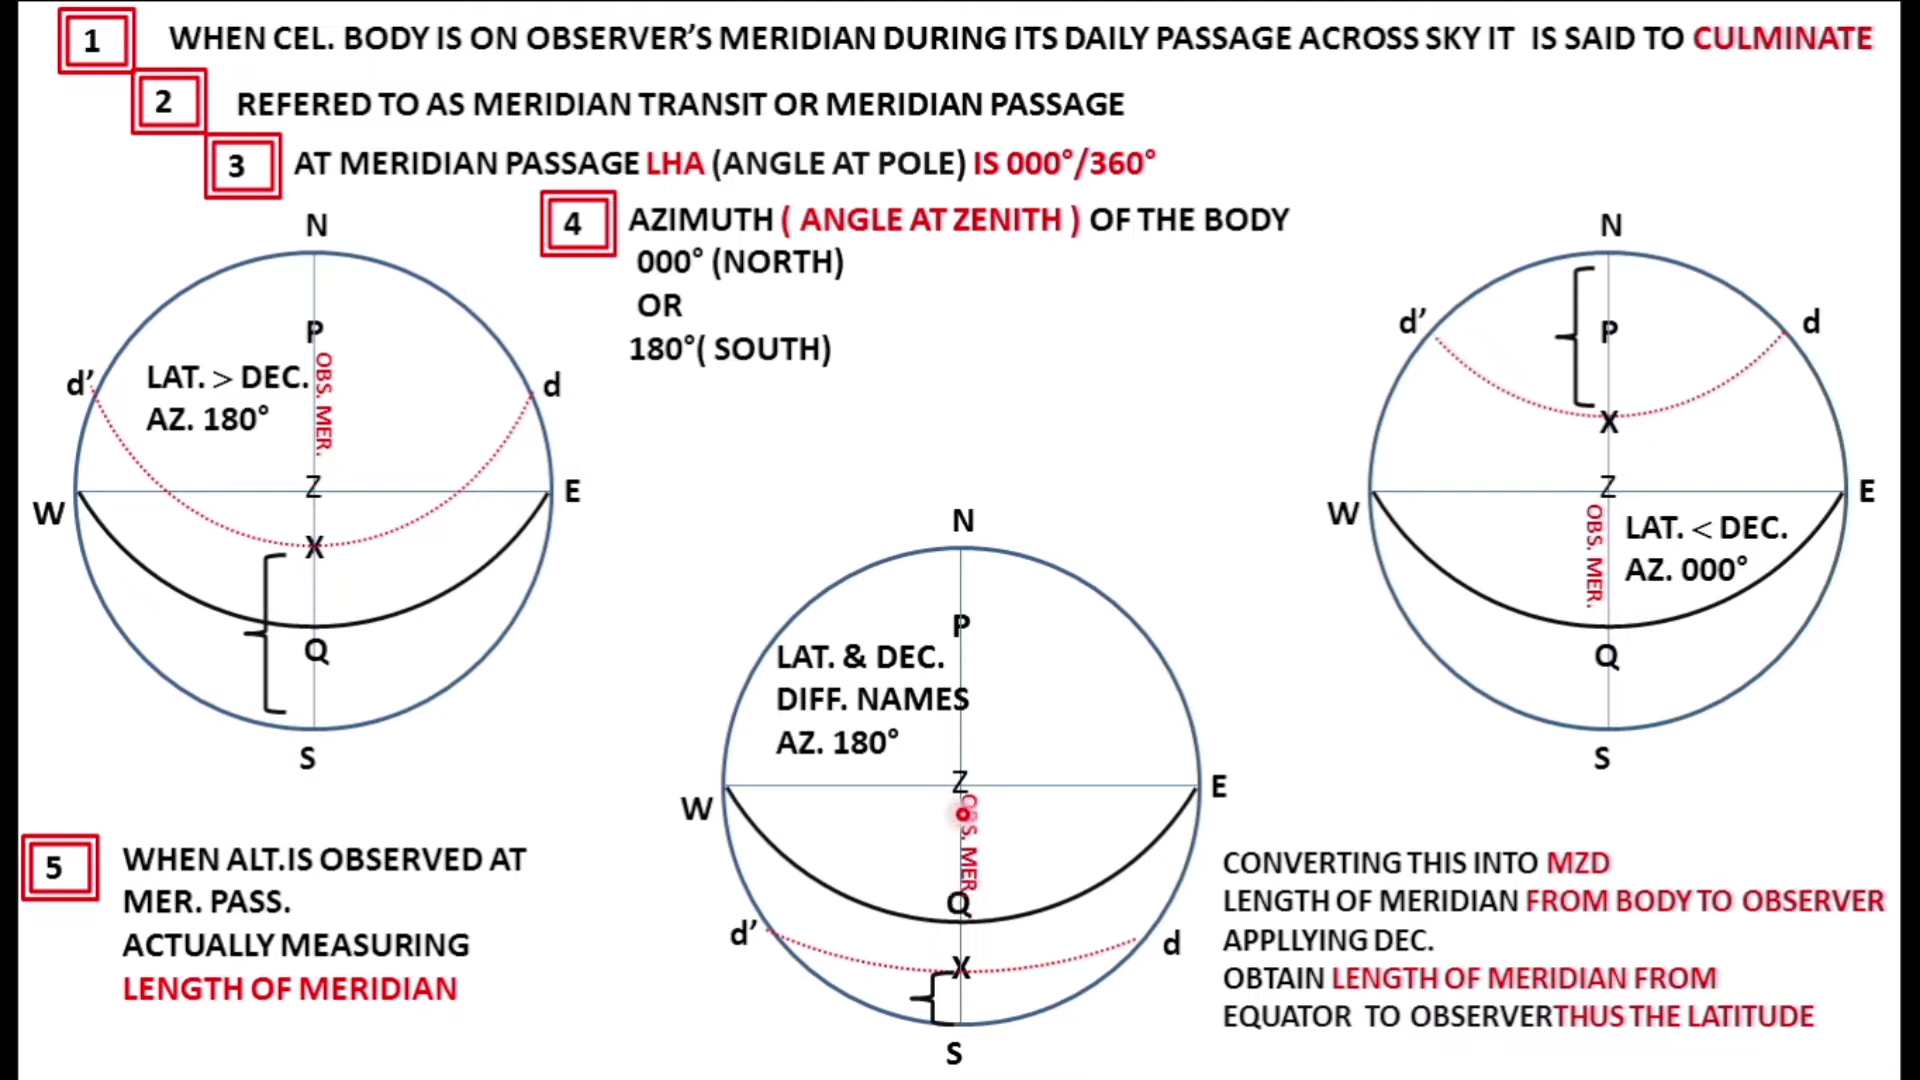 1 WHEN CEL. BODY IS ON OBSERVER'S MERIDIAN DURING ITS DAILY PASSAGE ACROSS SKY IT IS SAID TO CULMINATE
2 REFERED TO AS MERIDIAN TRANSIT OR MERIDIAN PASSAGE
3 AT MERIDIAN PASSAGE LHA (ANGLE AT POLE) IS 000°/360°
4 AZIMUTH ( ANGLE AT ZENITH ) OF THE BODY
000° (NORTH)
OR
180°( SOUTH)
N
P
d'
d
LAT. > DEC.
AZ. 180°
OBS. MER.
Z
W
E
X
Q
S
N
d'
d
P
X
Z
W
E
OBS. MER.
LAT. < DEC.
AZ. 000°
Q
S
N
P
LAT. & DEC.
DIFF. NAMES
AZ. 180°
Z
W
E
OBS. MER
Q
d'
d
X
S
5 WHEN ALT.IS OBSERVED AT
MER. PASS.
ACTUALLY MEASURING
LENGTH OF MERIDIAN
CONVERTING THIS INTO MZD
LENGTH OF MERIDIAN FROM BODY TO OBSERVER
APPLLYING DEC.
OBTAIN LENGTH OF MERIDIAN FROM
EQUATOR TO OBSERVERTHUS THE LATITUDE